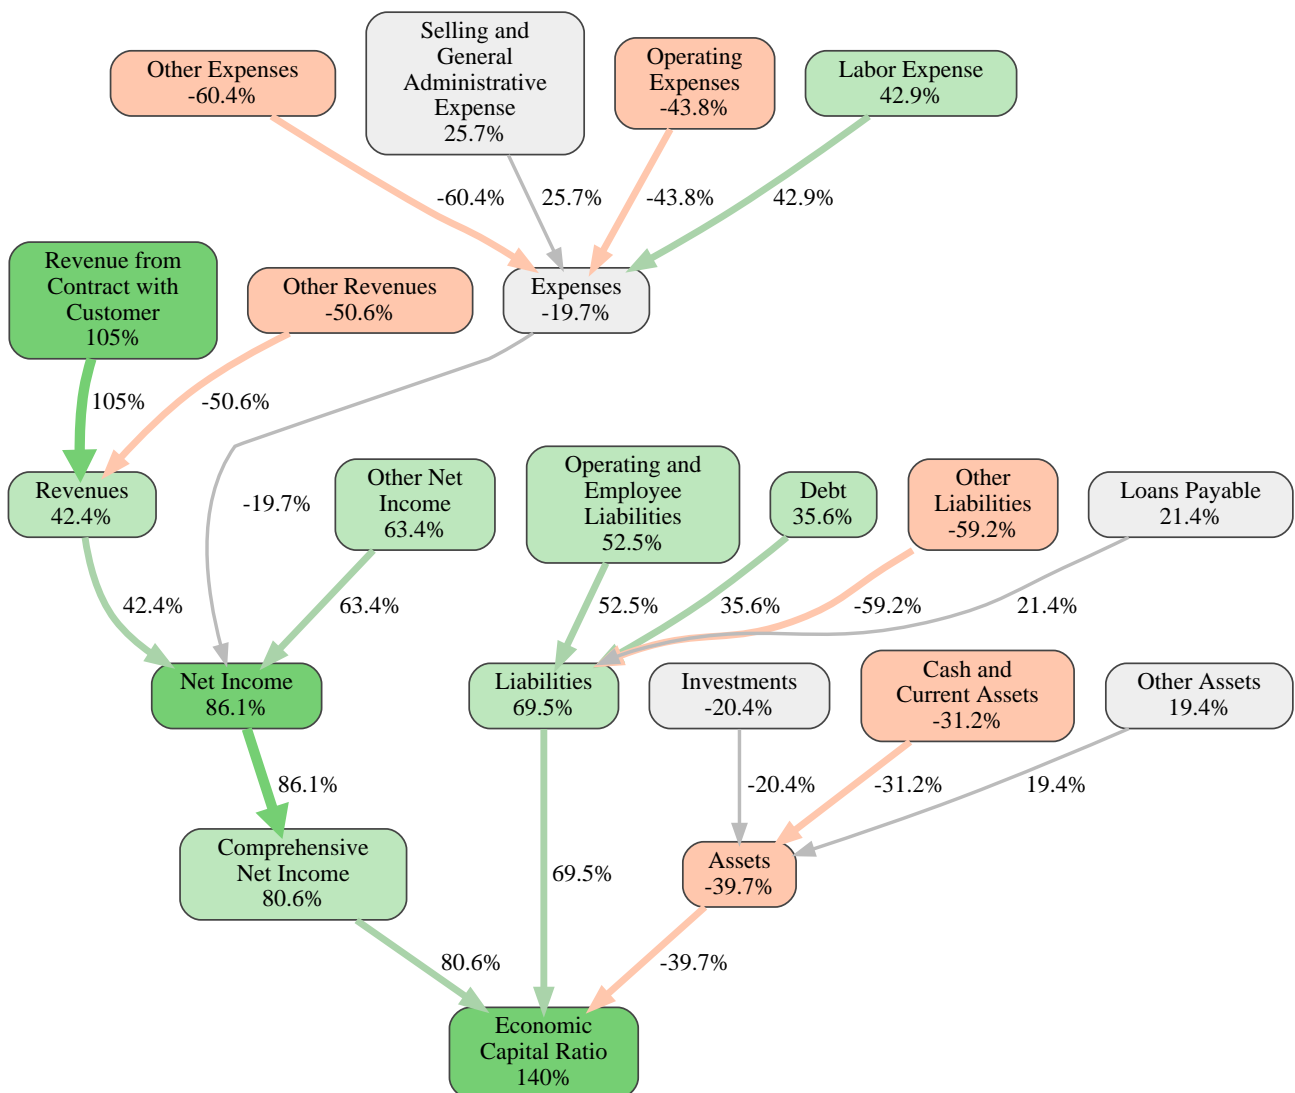 Other Expenses
-60.4%
Selling and
General
Administrative
Expense
25.7%
Operating
Expenses
-43.8%
Labor Expense
42.9%
-60.4%
25.7%
-43.8%
42.9%
Revenue from
Contract with
Customer
105%
Other Revenues
-50.6%
Expenses
-19.7%
105%
-50.6%
Revenues
42.4%
-19.7%
Other Net
Income
63.4%
Operating and
Employee
Liabilities
52.5%
Debt
35.6%
Other
Liabilities
-59.2%
Loans Payable
21.4%
42.4%
63.4%
52.5%
35.6%
-59.2%
21.4%
Net Income
86.1%
Liabilities
69.5%
Investments
-20.4%
Cash and
Current Assets
-31.2%
Other Assets
19.4%
86.1%
-20.4%
-31.2%
19.4%
Comprehensive
Net Income
80.6%
69.5%
Assets
-39.7%
80.6%
-39.7%
Economic
Capital Ratio
140%